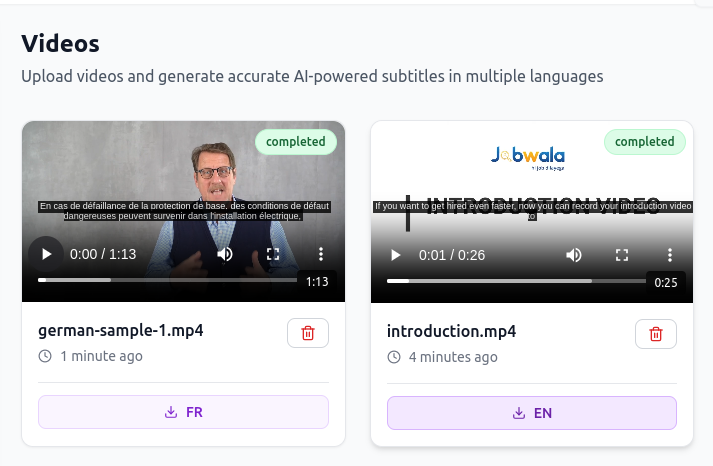 Videos
Upload videos and generate accurate AI-powered subtitles in multiple languages
completed
En cas de défaillance de la protection de base, des conditions de défaut
dangereuses peuvent survenir dans l'installation électrique,
0:00 / 1:13
1:13
german-sample-1.mp4
1 minute ago
FR
completed
Jobwala
INTRODUCTION VIDEO
If you want to get hired even faster, now you can record your introduction video
to
0:01 / 0:26
0:25
introduction.mp4
4 minutes ago
EN